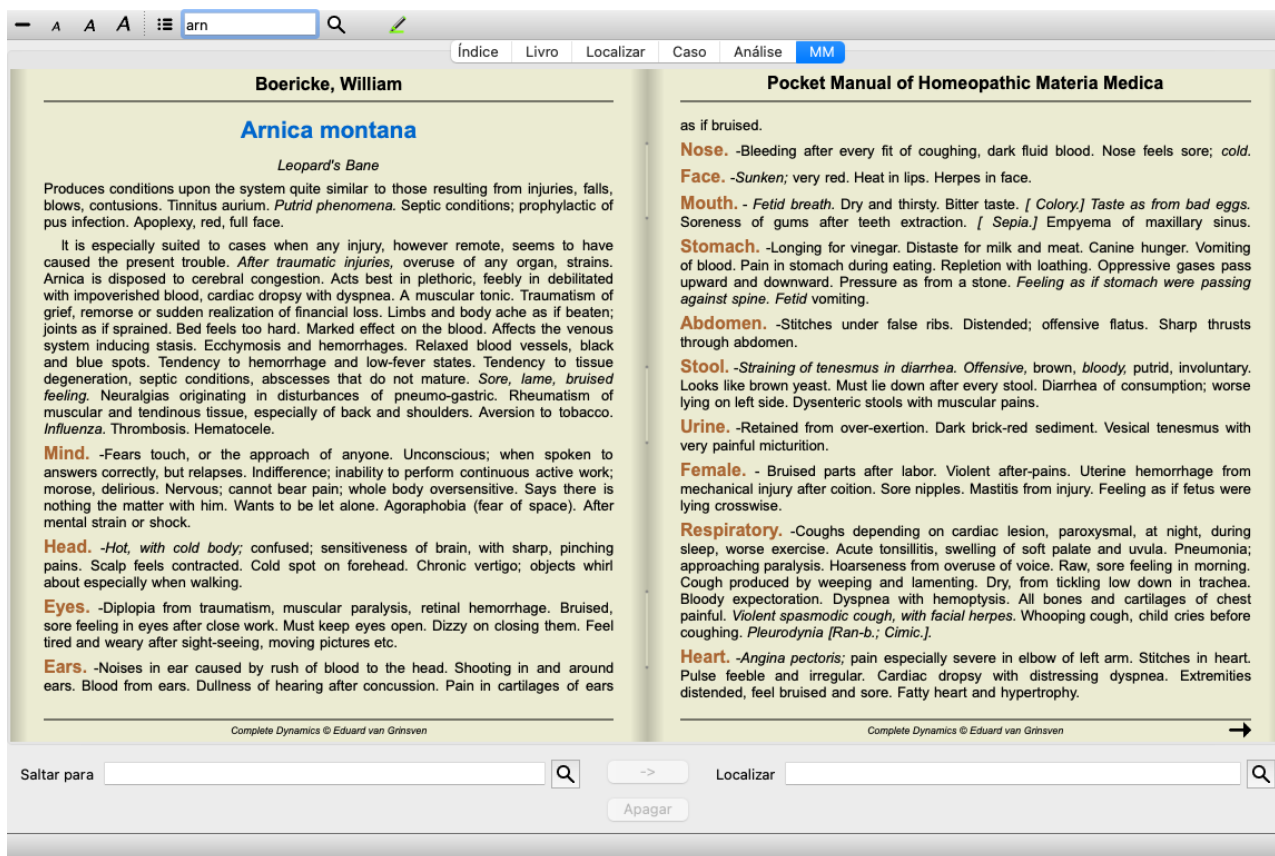 A A A arn
Índice Livro Localizar Caso Análise MM
Boericke, William
Arnica montana
Leopard's Bane
Produces conditions upon the system quite similar to those resulting from injuries, falls,
blows, contusions. Tinnitus aurium. Putrid phenomena. Septic conditions; prophylactic of
pus infection. Apoplexy, red, full face.
It is especially suited to cases when any injury, however remote, seems to have
caused the present trouble. After traumatic injuries, overuse of any organ, strains.
Arnica is disposed to cerebral congestion. Acts best in plethoric, feebly in debilitated
with impoverished blood, cardiac dropsy with dyspnea. A muscular tonic. Traumatism of
grief, remorse or sudden realization of financial loss. Limbs and body ache as if beaten;
joints as if sprained. Bed feels too hard. Marked effect on the blood. Affects the venous
system inducing stasis. Ecchymosis and hemorrhages. Relaxed blood vessels, black
and blue spots. Tendency to hemorrhage and low-fever states. Tendency to tissue
degeneration, septic conditions, abscesses that do not mature. Sore, lame, bruised
feeling. Neuralgias originating in disturbances of pneumo-gastric. Rheumatism of
muscular and tendinous tissue, especially of back and shoulders. Aversion to tobacco.
Influenza. Thrombosis. Hematocele.
Mind. -Fears touch, or the approach of anyone. Unconscious; when spoken to
answers correctly, but relapses. Indifference; inability to perform continuous active work;
morose, delirious. Nervous; cannot bear pain; whole body oversensitive. Says there is
nothing the matter with him. Wants to be let alone. Agoraphobia (fear of space). After
mental strain or shock.
Head. -Hot, with cold body; confused; sensitiveness of brain, with sharp, pinching
pains. Scalp feels contracted. Cold spot on forehead. Chronic vertigo; objects whirl
about especially when walking.
Eyes. -Diplopia from traumatism, muscular paralysis, retinal hemorrhage. Bruised,
sore feeling in eyes after close work. Must keep eyes open. Dizzy on closing them. Feel
tired and weary after sight-seeing, moving pictures etc.
Ears. -Noises in ear caused by rush of blood to the head. Shooting in and around
ears. Blood from ears. Dullness of hearing after concussion. Pain in cartilages of ears
Complete Dynamics © Eduard van Grinsven
Pocket Manual of Homeopathic Materia Medica
as if bruised.
Nose. -Bleeding after every fit of coughing, dark fluid blood. Nose feels sore; cold.
Face. -Sunken; very red. Heat in lips. Herpes in face.
Mouth. - Fetid breath. Dry and thirsty. Bitter taste. [ Colory.] Taste as from bad eggs.
Soreness of gums after teeth extraction. [ Sepia.] Empyema of maxillary sinus.
Stomach. -Longing for vinegar. Distaste for milk and meat. Canine hunger. Vomiting
of blood. Pain in stomach during eating. Repletion with loathing. Oppressive gases pass
upward and downward. Pressure as from a stone. Feeling as if stomach were passing
against spine. Fetid vomiting.
Abdomen. -Stitches under false ribs. Distended; offensive flatus. Sharp thrusts
through abdomen.
Stool. -Straining of tenesmus in diarrhea. Offensive, brown, bloody, putrid, involuntary.
Looks like brown yeast. Must lie down after every stool. Diarrhea of consumption; worse
lying on left side. Dysenteric stools with muscular pains.
Urine. -Retained from over-exertion. Dark brick-red sediment. Vesical tenesmus with
very painful micturition.
Female. - Bruised parts after labor. Violent after-pains. Uterine hemorrhage from
mechanical injury after coition. Sore nipples. Mastitis from injury. Feeling as if fetus were
lying crosswise.
Respiratory. -Coughs depending on cardiac lesion, paroxysmal, at night, during
sleep, worse exercise. Acute tonsillitis, swelling of soft palate and uvula. Pneumonia;
approaching paralysis. Hoarseness from overuse of voice. Raw, sore feeling in morning.
Cough produced by weeping and lamenting. Dry, from tickling low down in trachea.
Bloody expectoration. Dyspnea with hemoptysis. All bones and cartilages of chest
painful. Violent spasmodic cough, with facial herpes. Whooping cough, child cries before
coughing. Pleurodynia [Ran-b.; Cimic.].
Heart. -Angina pectoris; pain especially severe in elbow of left arm. Stitches in heart.
Pulse feeble and irregular. Cardiac dropsy with distressing dyspnea. Extremities
distended, feel bruised and sore. Fatty heart and hypertrophy.
Complete Dynamics © Eduard van Grinsven
Saltar para -> Localizar
Apagar